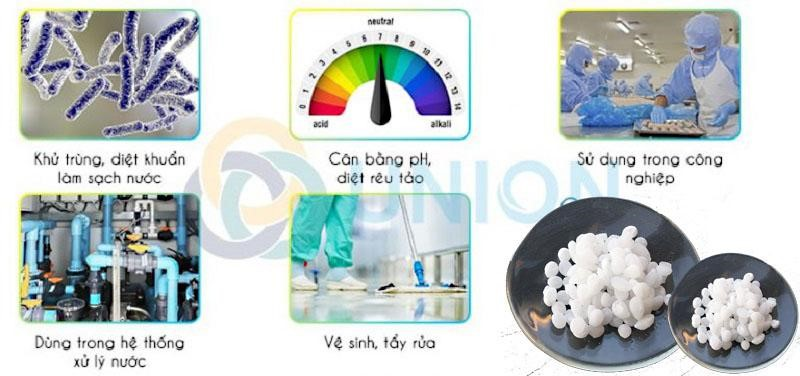 neutral
0 1 2 3 4 5 6 7 8 9 10 11 12 13 14
acid alkali
Khử trùng, diệt khuẩn
làm sạch nước
Cân bằng pH,
diệt rêu tảo
Sử dụng trong công
nghiệp
UNION
Dùng trong hệ thống
xử lý nước
Vệ sinh, tẩy rửa